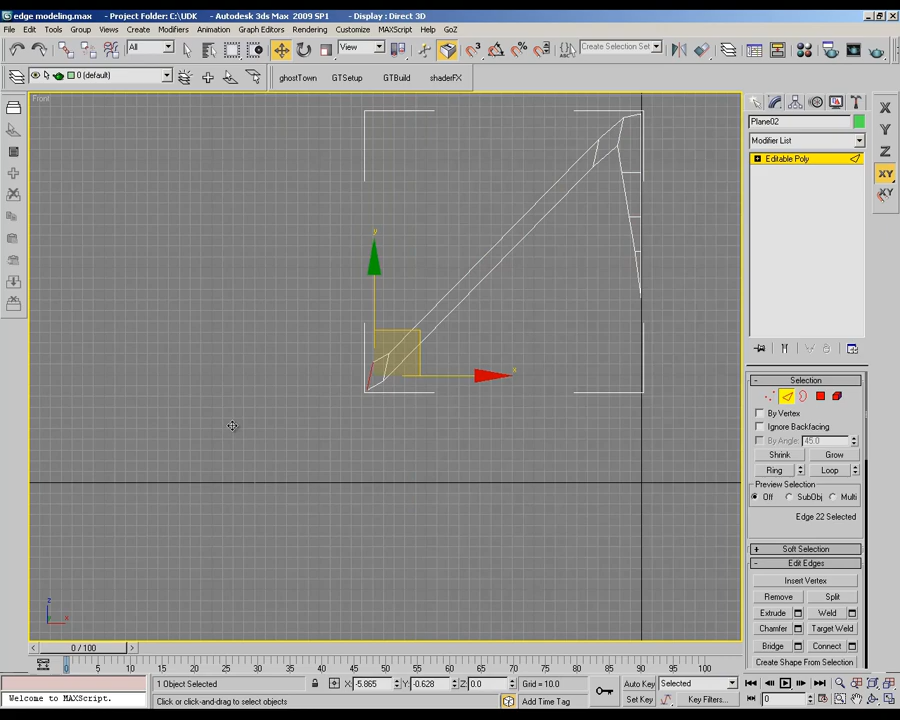 edge modeling.max - Project Folder: C:\UDK - Autodesk 3ds Max 2009 SP1 - Display : Direct 3D
File Edit Tools Group Views Create Modifiers Animation Graph Editors Rendering Customize MAXScript Help GoZ
All View Create Selection Set
0 (default) ghostTown GTSetup GTBuild shaderFX
Front
X
Y
Z
XY
XY
Plane02
Modifier List
Editable Poly
y
x
- Selection
By Vertex
Ignore Backfacing
By Angle: 45.0
Shrink Grow
Ring Loop
Preview Selection
Off SubObj Multi
Edge 22 Selected
+ Soft Selection
- Edit Edges
Insert Vertex
Remove Split
Extrude Weld
Chamfer Target Weld
Bridge Connect
Create Shape From Selection
z
x
< 0 / 100 >
0 5 10 15 20 25 30 35 40 45 50 55 60 65 70 75 80 85 90 95 100
1 Object Selected X: -5.865 Y: -0.628 Z: 0.0 Grid = 10.0 Auto Key Selected
Welcome to MAXScript. Click or click-and-drag to select objects Add Time Tag Set Key Key Filters... 0